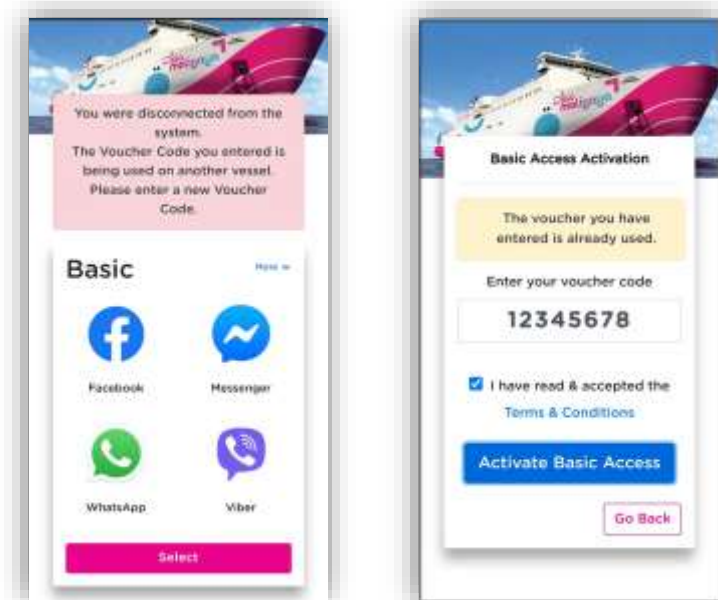 You were disconnected from the
system.
The Voucher Code you entered is
being used on another vessel.
Please enter a new Voucher
Code.
Basic
More
Facebook
Messenger
WhatsApp
Viber
Select
Basic Access Activation
The voucher you have
entered is already used.
Enter your voucher code
12345678
I have read & accepted the
Terms & Conditions
Activate Basic Access
Go Back